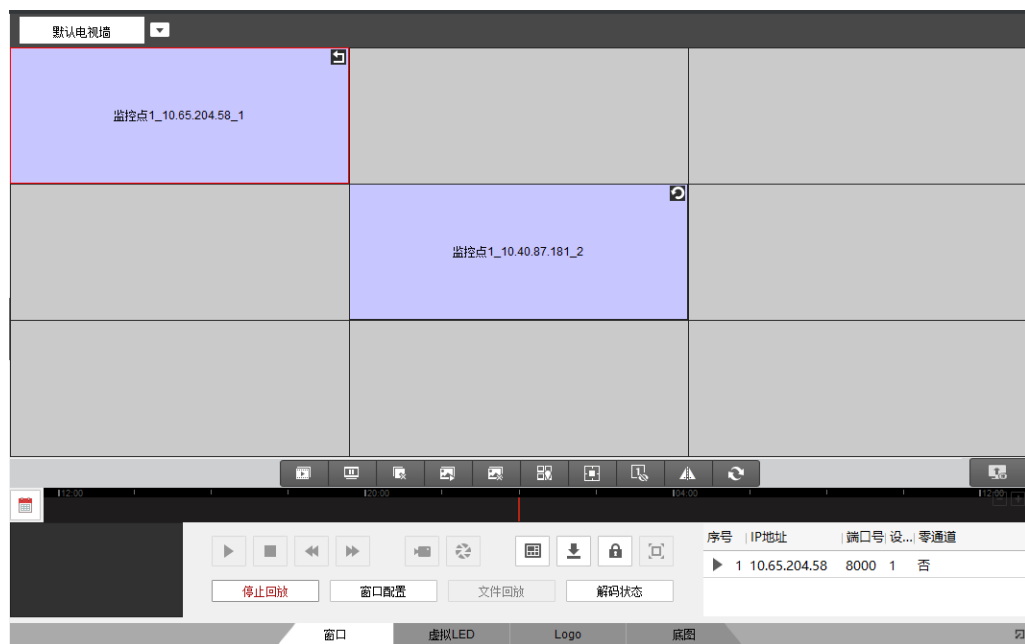 默认电视墙
监控点1_10.65.204.58_1
监控点1_10.40.87.181_2
12:00 20:00 04:00 12:00
序号 IP地址 端口号 设... 零通道
1 10.65.204.58 8000 1 否
停止回放 窗口配置 文件回放 解码状态
窗口 虚拟LED Logo 底图